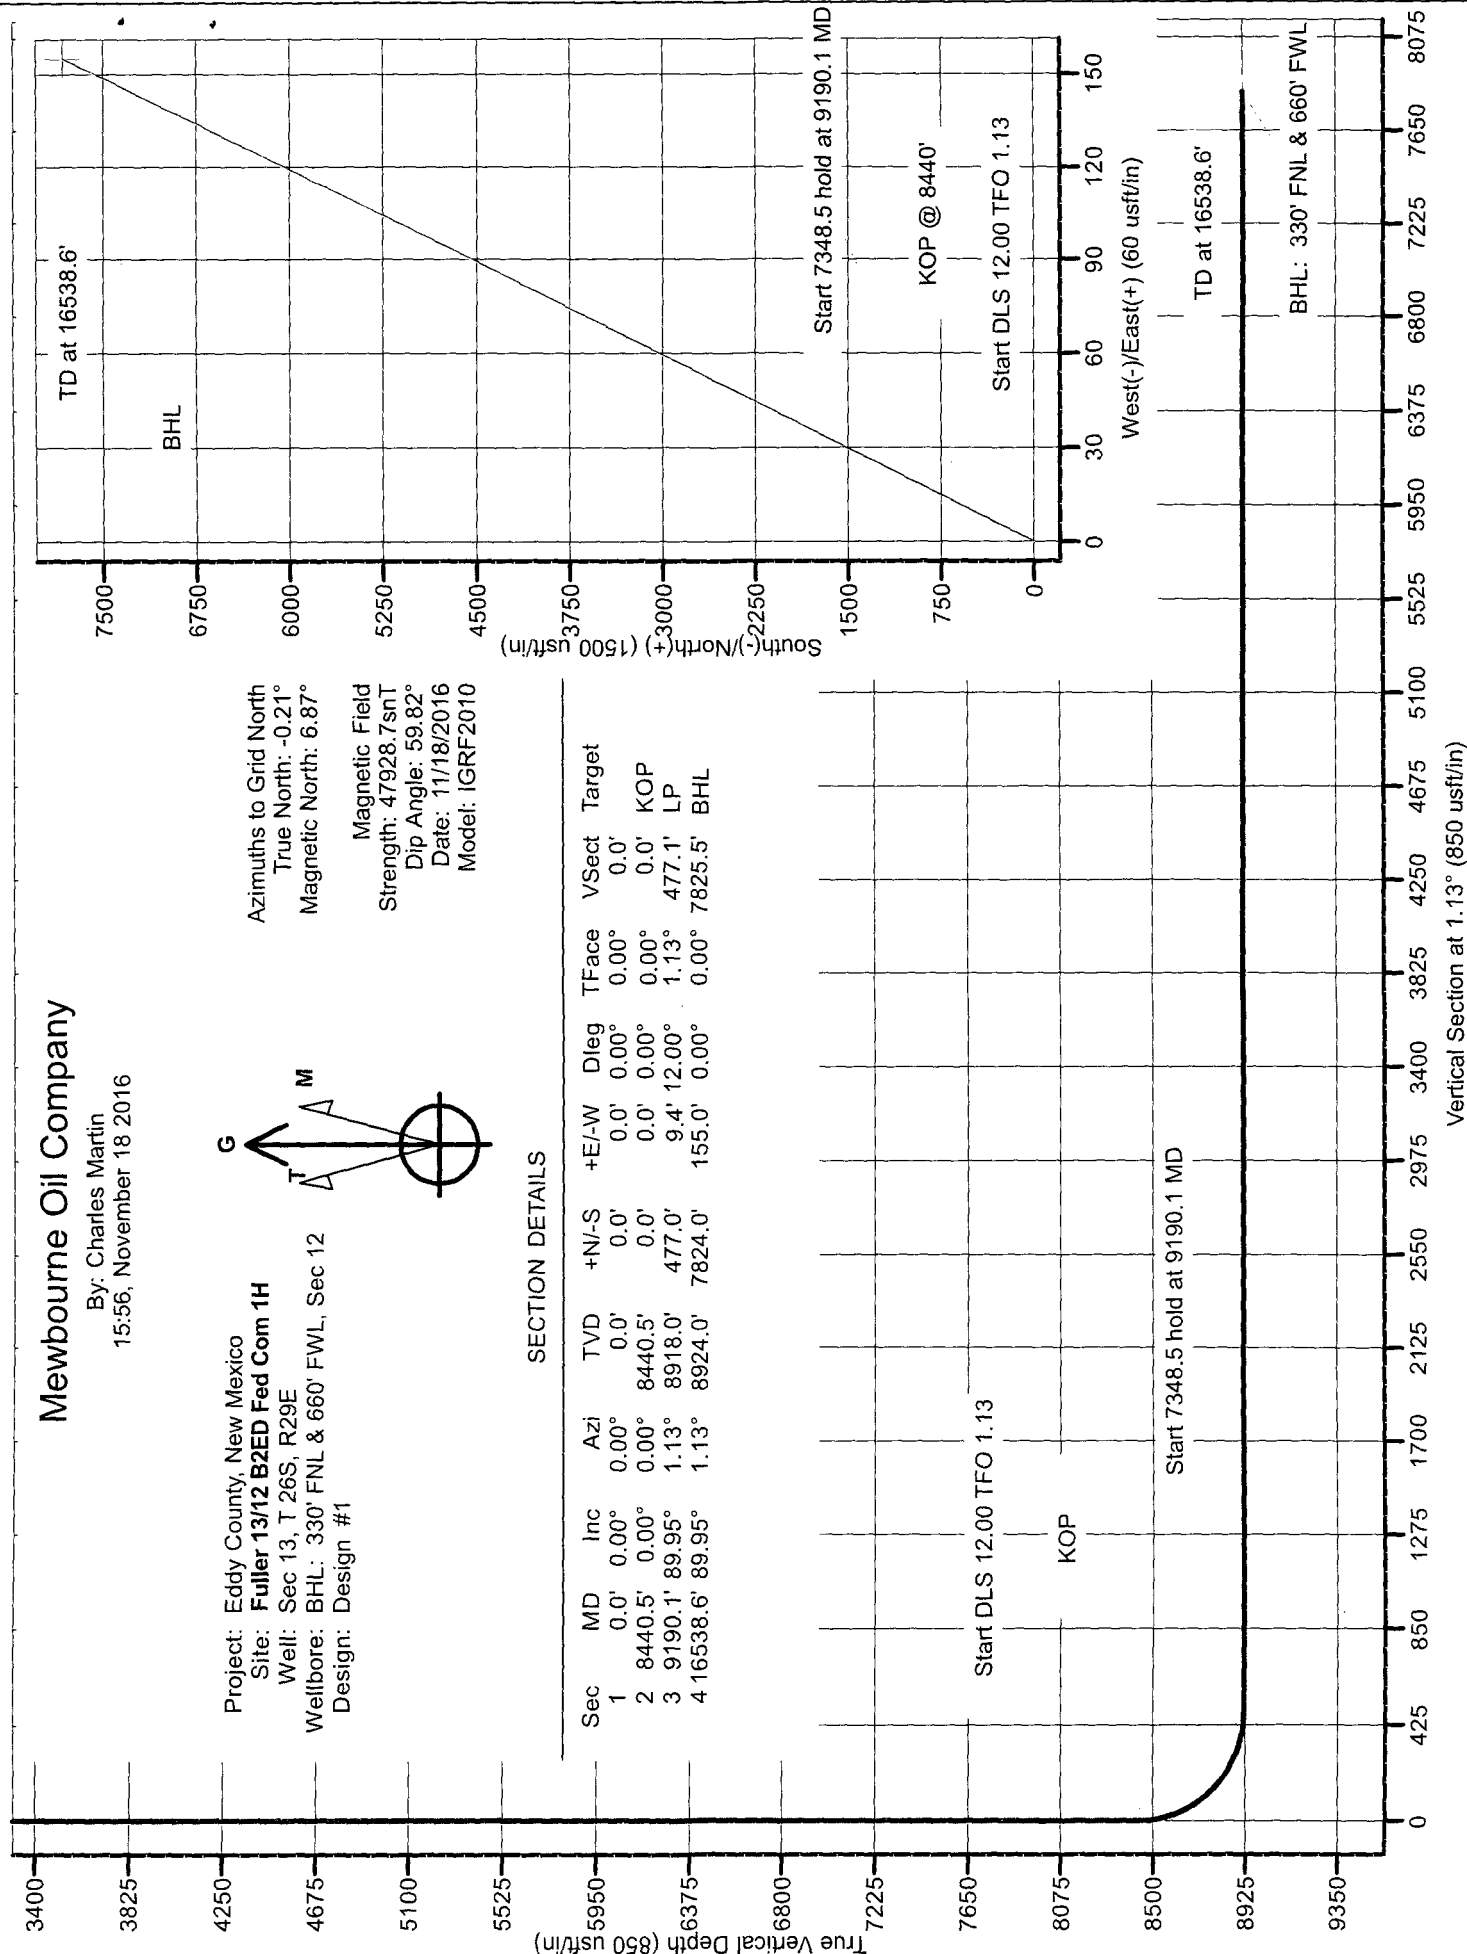 Mewbourne Oil Company
By: Charles Martin
15:56, November 18 2016
Project: Eddy County, New Mexico
Site: Fuller 13/12 B2ED Fed Com 1H
Well: Sec 13, T 26S, R29E
Wellbore: BHL: 330' FNL & 660' FWL, Sec 12
Design: Design #1
G
T
M
Azimuths to Grid North
True North: -0.21°
Magnetic North: 6.87°
Magnetic Field
Strength: 47928.7snT
Dip Angle: 59.82°
Date: 11/18/2016
Model: IGRF2010
SECTION DETAILS
Sec MD Inc Azi TVD +N/-S +E/-W Dleg TFace VSect Target
1 0.0' 0.00° 0.00° 0.0' 0.0' 0.0' 0.00° 0.00° 0.0'
2 8440.5' 0.00° 0.00° 8440.5' 0.0' 0.0' 0.00° 0.00° 0.0' KOP
3 9190.1' 89.95° 1.13° 8918.0' 477.0' 9.4' 12.00° 1.13° 477.1' LP
4 16538.6' 89.95° 1.13° 8924.0' 7824.0' 155.0' 0.00° 0.00° 7825.5' BHL
South(-)/North(+) (1500 usft/in)
7500
6750
6000
5250
4500
3750
3000
2250
1500
750
0
TD at 16538.6'
BHL
Start 7348.5 hold at 9190.1 MD
KOP @ 8440'
Start DLS 12.00 TFO 1.13
0 30 60 90 120 150
West(-)/East(+) (60 usft/in)
True Vertical Depth (850 usft/in)
3400
3825
4250
4675
5100
5525
5950
6375
6800
7225
7650
8075
8500
8925
9350
Start DLS 12.00 TFO 1.13
KOP
Start 7348.5 hold at 9190.1 MD
TD at 16538.6'
BHL: 330' FNL & 660' FWL
0 425 850 1275 1700 2125 2550 2975 3400 3825 4250 4675 5100 5525 5950 6375 6800 7225 7650 8075
Vertical Section at 1.13° (850 usft/in)